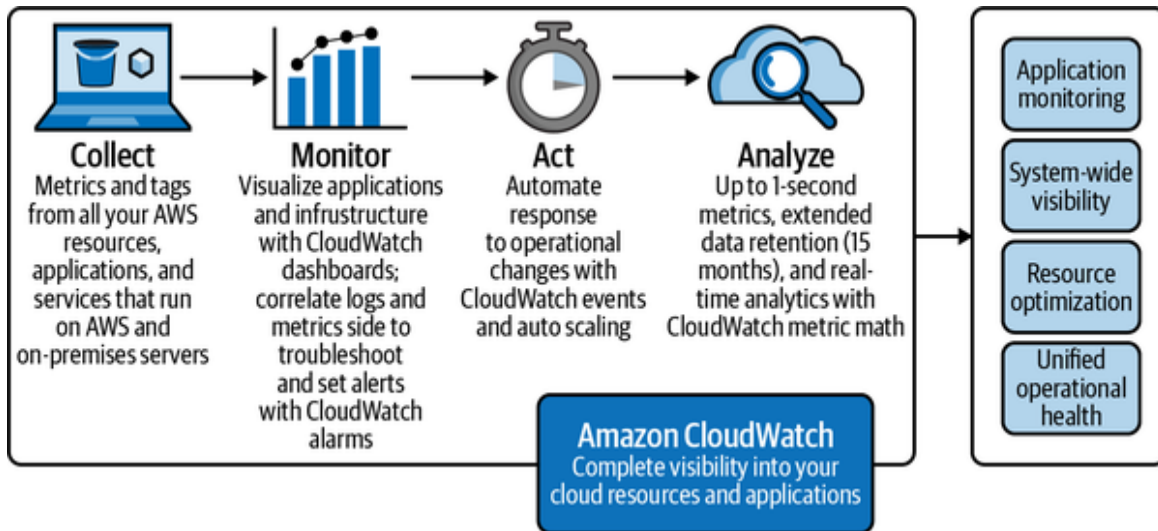 Collect
Metrics and tags
from all your AWS
resources,
applications, and
services that run
on AWS and
on-premises servers
Monitor
Visualize applications
and infrustructure
with CloudWatch
dashboards;
correlate logs and
metrics side to
troubleshoot
and set alerts
with CloudWatch
alarms
Act
Automate
response
to operational
changes with
CloudWatch events
and auto scaling
Analyze
Up to 1-second
metrics, extended
data retention (15
months), and real-
time analytics with
CloudWatch metric math
Amazon CloudWatch
Complete visibility into your
cloud resources and applications
Application
monitoring
System-wide
visibility
Resource
optimization
Unified
operational
health